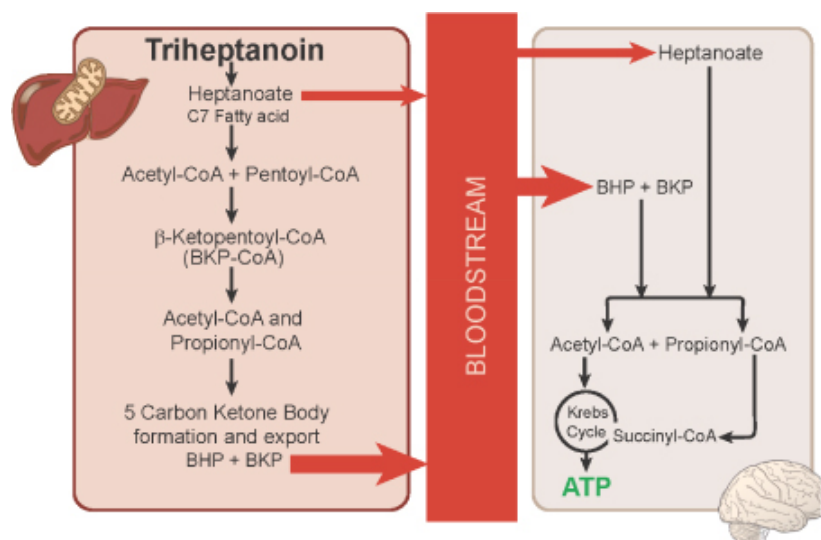 Triheptanoin
Heptanoate
C7 Fatty acid
Acetyl-CoA + Pentoyl-CoA
β-Ketopentoyl-CoA
(BKP-CoA)
Acetyl-CoA and
Propionyl-CoA
5 Carbon Ketone Body
formation and export
BHP + BKP
BLOODSTREAM
Heptanoate
BHP + BKP
Acetyl-CoA + Propionyl-CoA
Krebs
Cycle
Succinyl-CoA
ATP